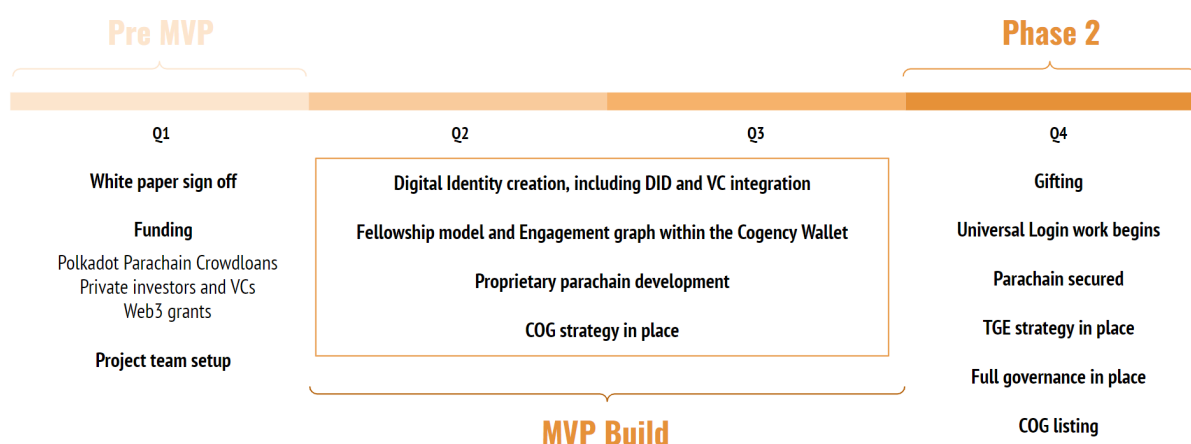 Pre MVP
Phase 2
Q1
Q2
Q3
Q4
White paper sign off
Funding
Polkadot Parachain Crowdloans
Private investors and VCs
Web3 grants
Project team setup
Digital Identity creation, including DID and VC integration
Fellowship model and Engagement graph within the Cogency Wallet
Proprietary parachain development
COG strategy in place
MVP Build
Gifting
Universal Login work begins
Parachain secured
TGE strategy in place
Full governance in place
COG listing